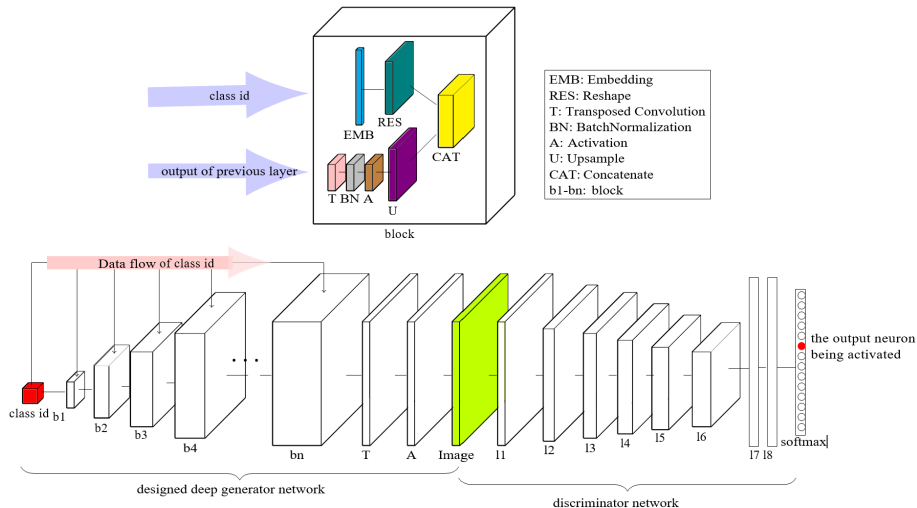 class id
output of previous layer
EMB
RES
CAT
T BN A
U
block
EMB: Embedding
RES: Reshape
T: Transposed Convolution
BN: BatchNormalization
A: Activation
U: Upsample
CAT: Concatenate
b1-bn: block
Data flow of class id
class id
b1
b2
b3
b4
...
bn
T
A
Image
l1
l2
l3
l4
l5
l6
l7
l8
softmax
the output neuron
being activated
designed deep generator network
discriminator network